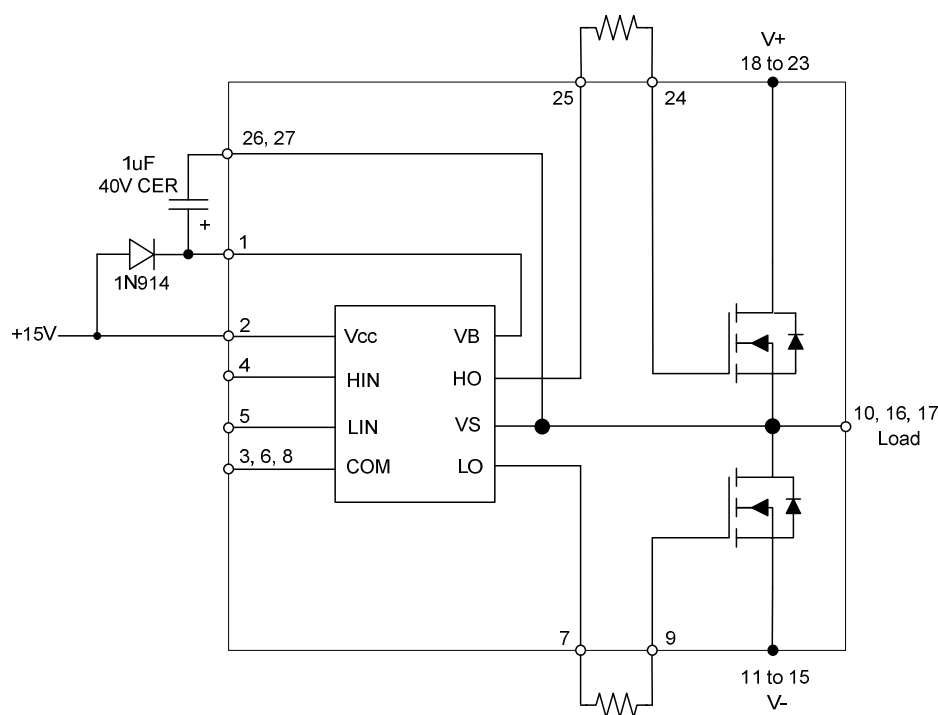 V+
18 to 23
25
24
26, 27
1uF
40V CER
+
1
1N914
+15V
2
Vcc
VB
4
HIN
HO
5
LIN
VS
10, 16, 17
Load
3, 6, 8
COM
LO
7
9
11 to 15
V-